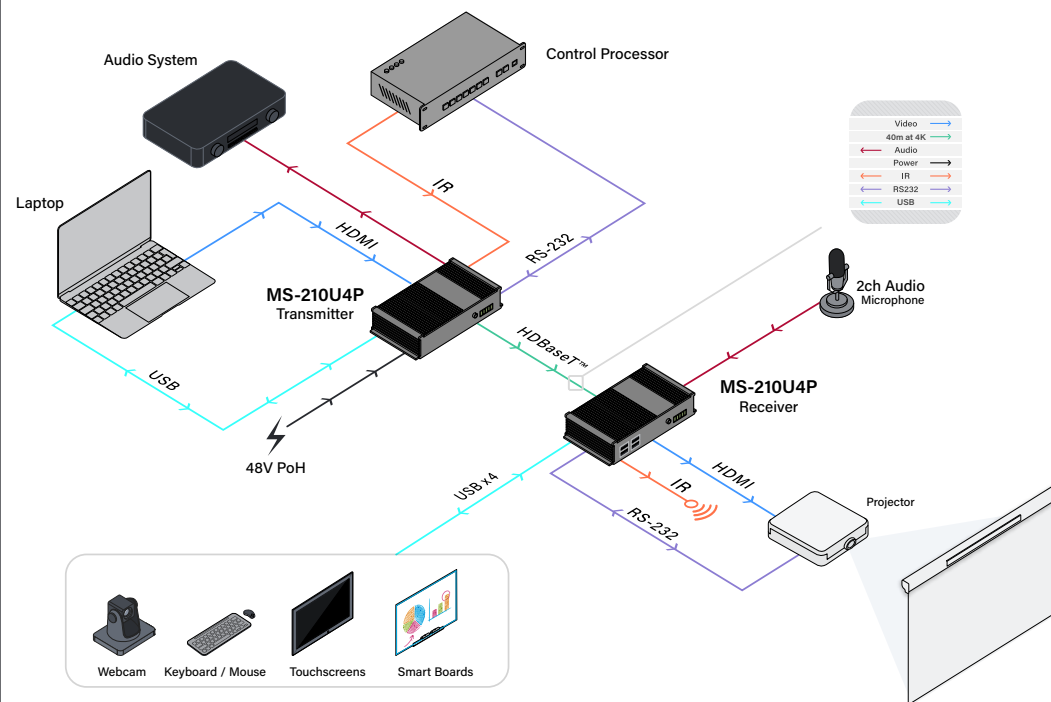 Audio System
Control Processor
Video
40m at 4K
Audio
Power
IR
RS232
USB
Laptop
IR
HDMI
RS-232
2ch Audio
Microphone
MS-210U4P
Transmitter
HDBaseT™
USB
MS-210U4P
Receiver
48V PoH
USB x4
IR
HDMI
RS-232
Projector
Webcam
Keyboard / Mouse
Touchscreens
Smart Boards